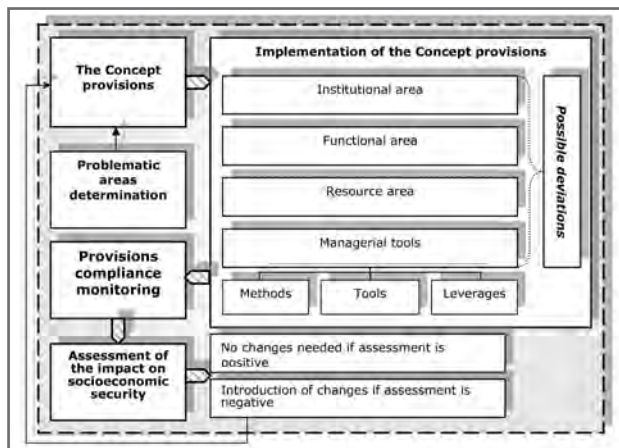 The Concept
provisions
Problematic
areas
determination
Provisions
compliance
monitoring
Assessment of
the impact on
socioeconomic
security
Implementation of the Concept provisions
Institutional area
Functional area
Resource area
Managerial tools
Methods
Tools
Leverages
Possible deviations
No changes needed if assessment is
positive
Introduction of changes if assessment is
negative